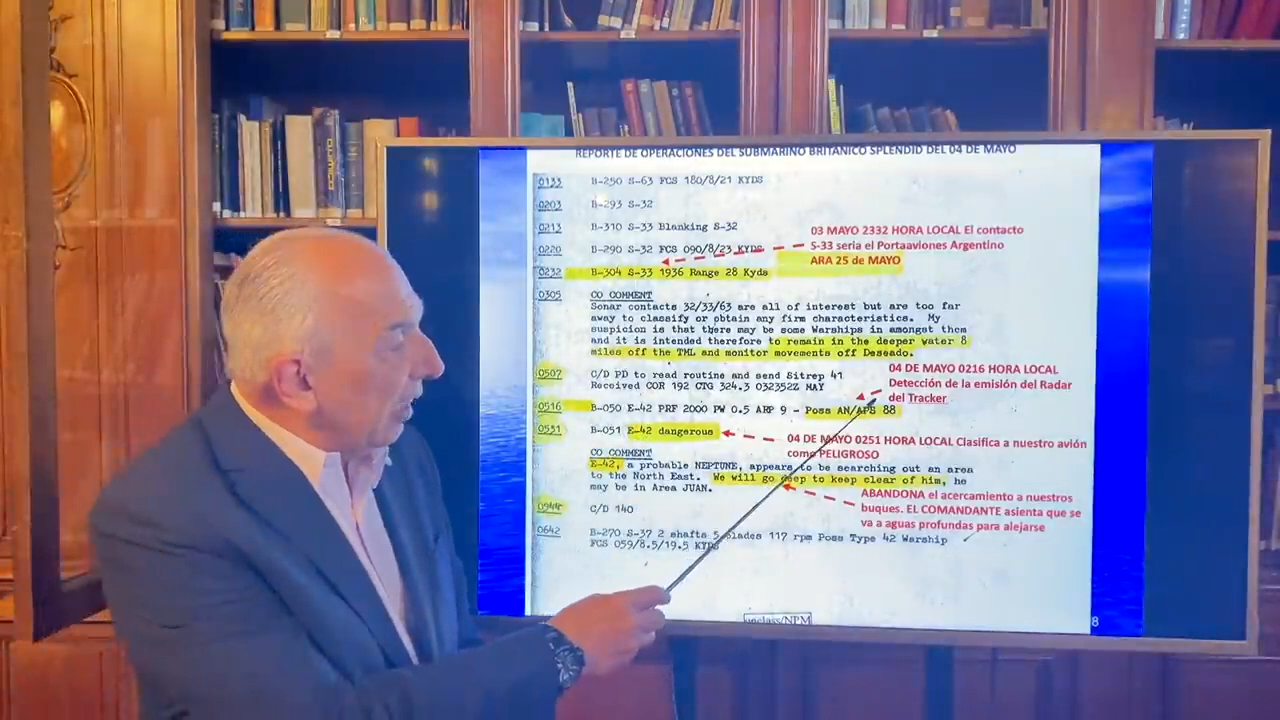 REPORTE DE OPERACIONES DEL SUBMARINO BRITANICO SPLENDID DEL 04 DE MAYO
0133 B-250 S-63 FCS 180/8/21 KYDS
0203 B-293 S-32
0213 B-310 S-33 Blanking S-32
0220 B-290 S-32 FCS 090/8/23 KYDS
0232 B-304 S-33 1936 Range 28 Kyds
03 MAYO 2332 HORA LOCAL El contacto
S-33 seria el Portaaviones Argentino
ARA 25 de MAYO
0305 CO COMMENT
Sonar contacts 32/33/63 are all of interest but are too far
away to classify or obtain any firm characteristics. My
suspicion is that there may be some Warships in amongst them
and it is intended therefore to remain in the deeper water 8
miles off the TML and monitor movements off Deseado.
0507 C/D PD to read routine and send Sitrep 41
Received COR 192 CTG 324.3 032352Z MAY
04 DE MAYO 0216 HORA LOCAL
Detección de la emisión del Radar
del Tracker
0516 B-050 E-42 PRF 2000 PW 0.5 ARP 9 - Poss AN/APS 88
0551 B-051 E-42 dangerous
04 DE MAYO 0251 HORA LOCAL Clasifica a nuestro avión
como PELIGROSO
CO COMMENT
E-42, a probable NEPTUNE, appears to be searching out an area
to the North East. We will go deep to keep clear of him, he
may be in Area JUAN.
ABANDONA el acercamiento a nuestros
buques. EL COMANDANTE asienta que se
va a aguas profundas para alejarse
C/D 140
0642 B-270 S-37 2 shafts 5 blades 117 rpm Poss Type 42 Warship
FCS 059/8.5/19.5 KYDS
unclass/NPM
8